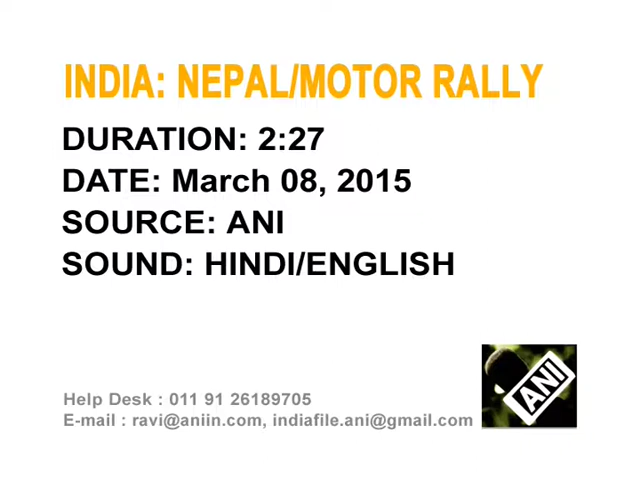 INDIA: NEPAL/MOTOR RALLY
DURATION: 2:27
DATE: March 08, 2015
SOURCE: ANI
SOUND: HINDI/ENGLISH
Help Desk : 011 91 26189705
E-mail : ravi@aniin.com, indiafile.ani@gmail.com
ANI